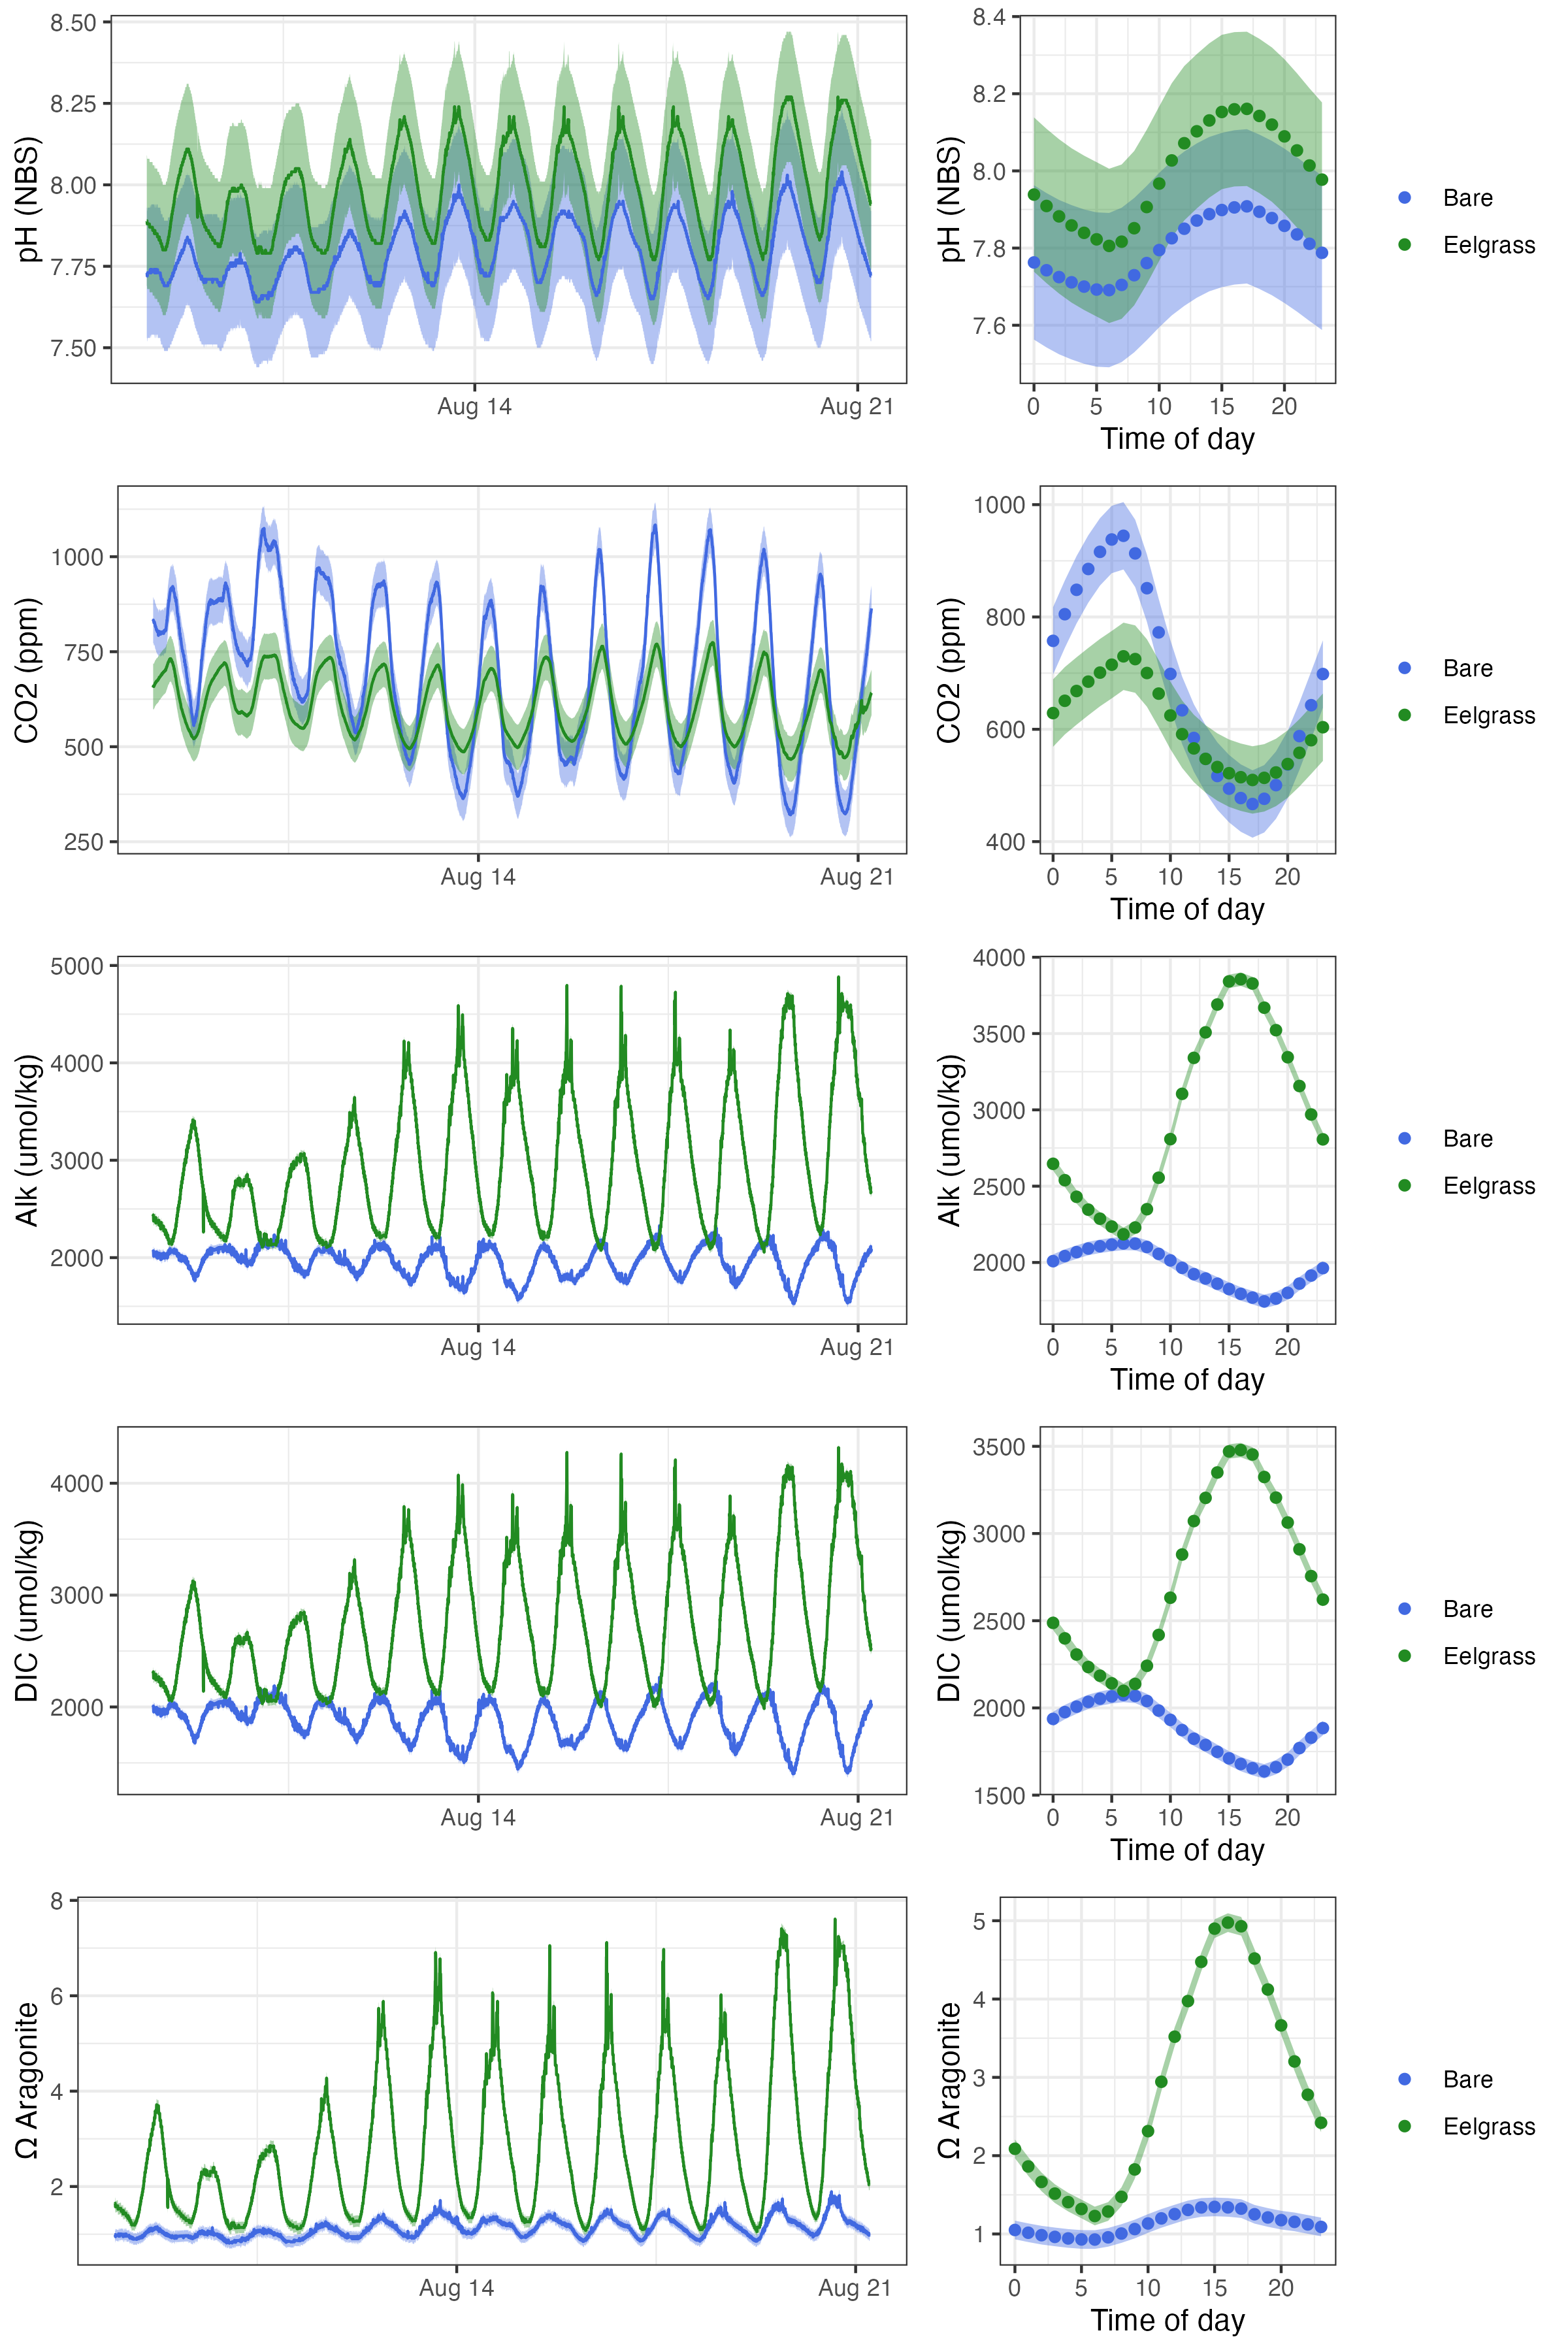 pH (NBS)
8.50
8.25
8.00
7.75
7.50
Aug 14
Aug 21
pH (NBS)
8.4
8.2
8.0
7.8
7.6
0
5
10
15
20
Time of day
Bare
Eelgrass
CO2 (ppm)
1000
750
500
250
Aug 14
Aug 21
CO2 (ppm)
1000
800
600
400
0
5
10
15
20
Time of day
Bare
Eelgrass
Alk (umol/kg)
5000
4000
3000
2000
Aug 14
Aug 21
Alk (umol/kg)
4000
3500
3000
2500
2000
0
5
10
15
20
Time of day
Bare
Eelgrass
DIC (umol/kg)
4000
3000
2000
Aug 14
Aug 21
DIC (umol/kg)
3500
3000
2500
2000
1500
0
5
10
15
20
Time of day
Bare
Eelgrass
Ω Aragonite
8
6
4
2
Aug 14
Aug 21
Ω Aragonite
5
4
3
2
1
0
5
10
15
20
Time of day
Bare
Eelgrass